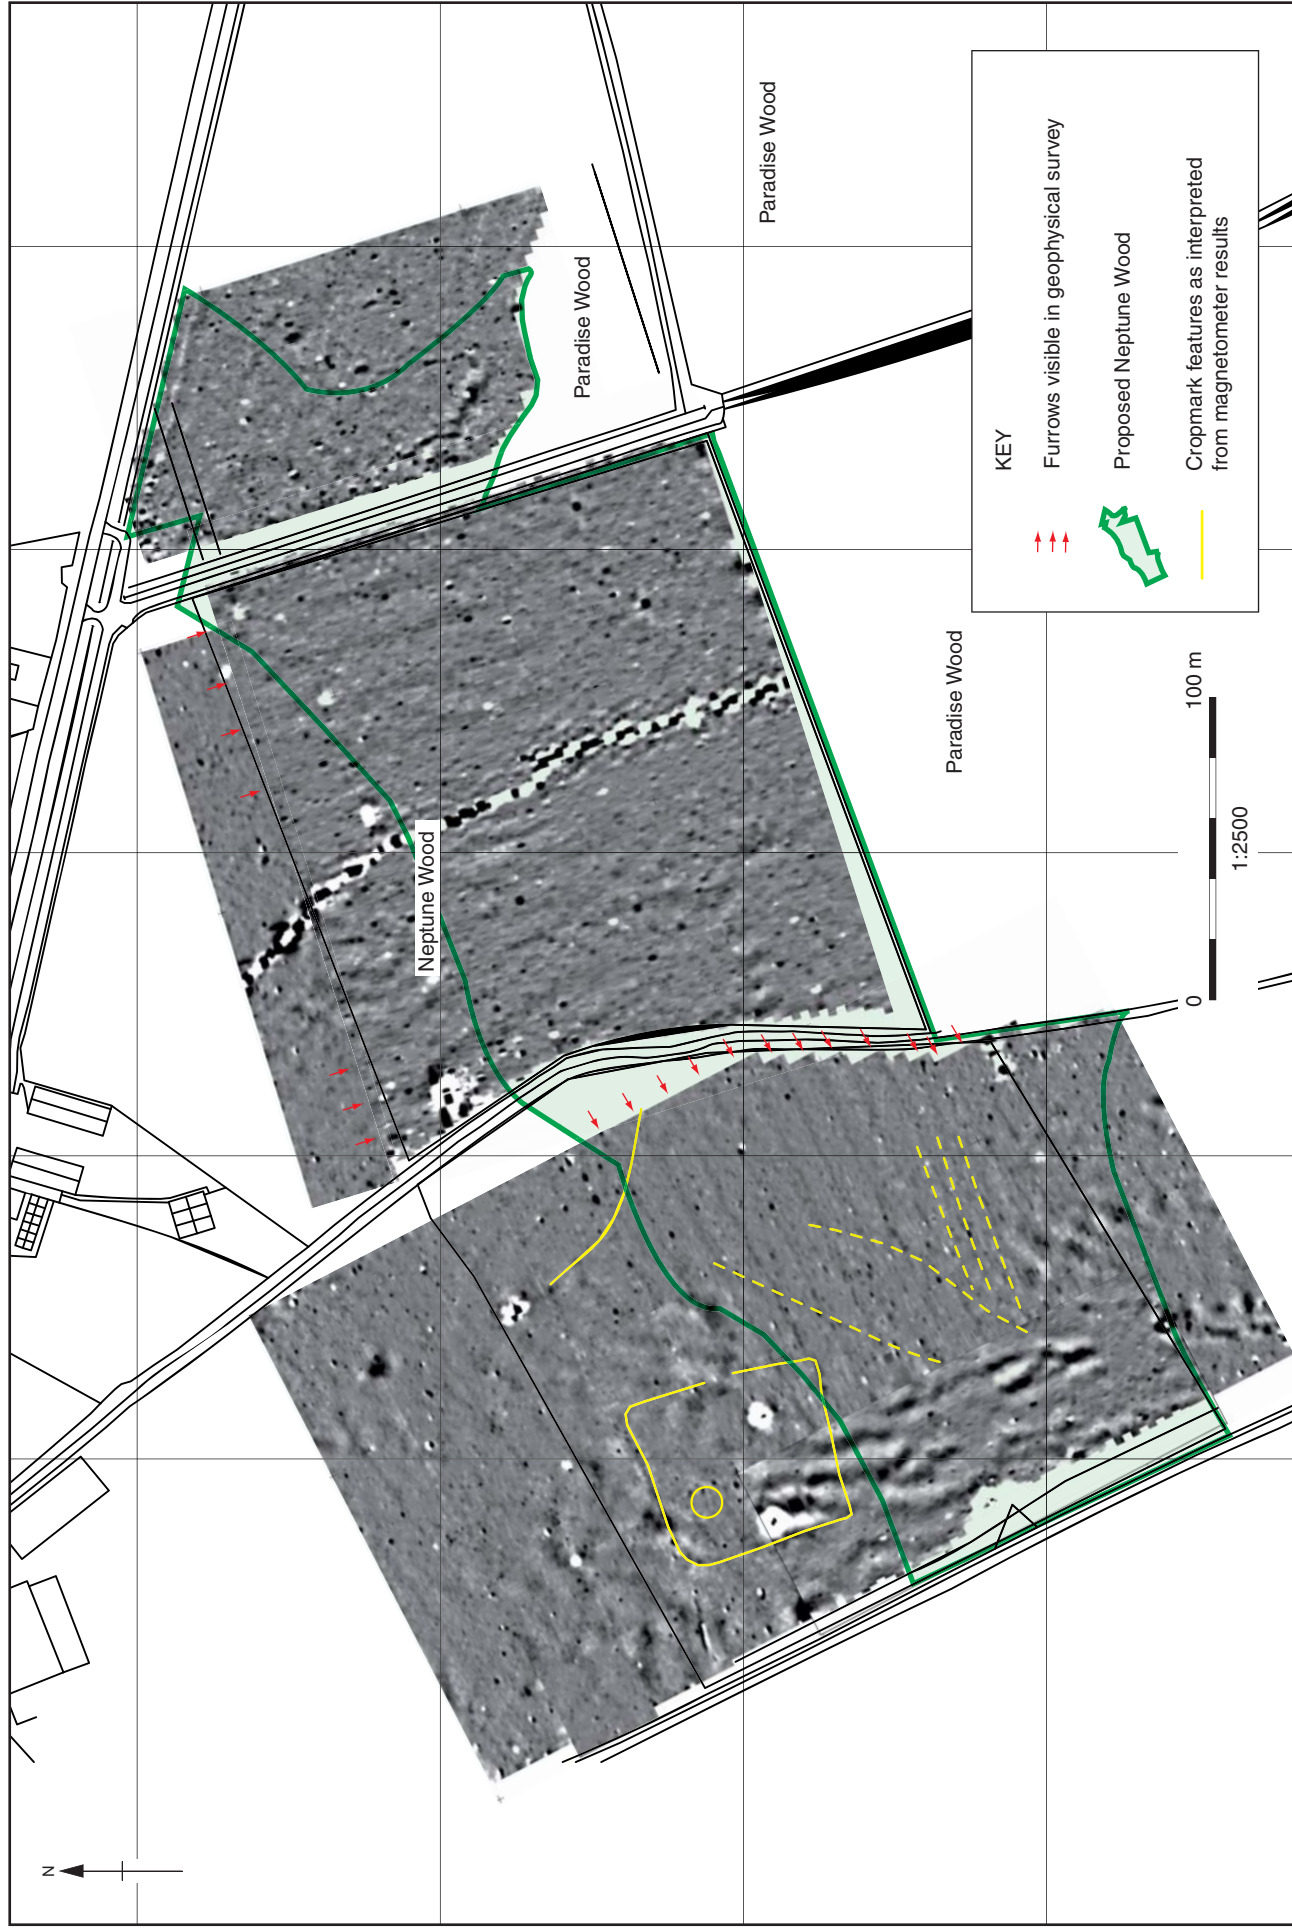 N
Neptune Wood
Paradise Wood
Paradise Wood
Paradise Wood
KEY
Furrows visible in geophysical survey
Proposed Neptune Wood
Cropmark features as interpreted
from magnetometer results
0
100 m
1:2500